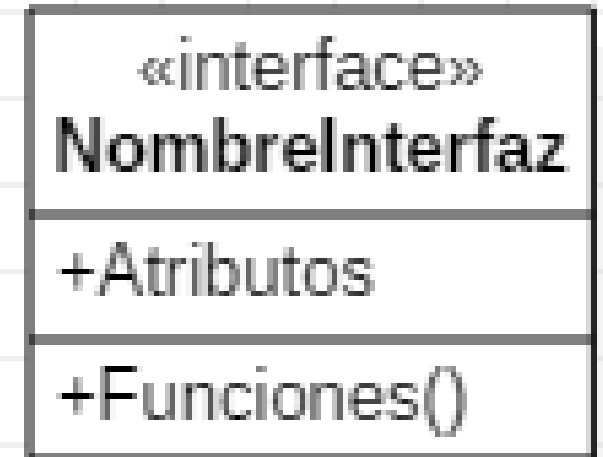 «interface»
NombreInterfaz
+Atributos
+Funciones()